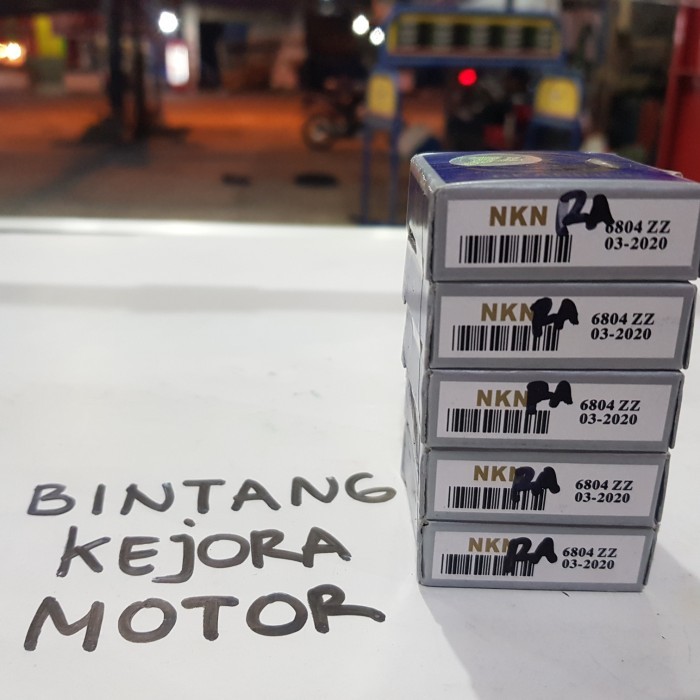 NKN RA 6804 ZZ
03-2020
NKN RA 6804 ZZ
03-2020
NKN RA 6804 ZZ
03-2020
NKN RA 6804 ZZ
03-2020
NKN RA 6804 ZZ
03-2020
BINTANG
KEJORA
MOTOR